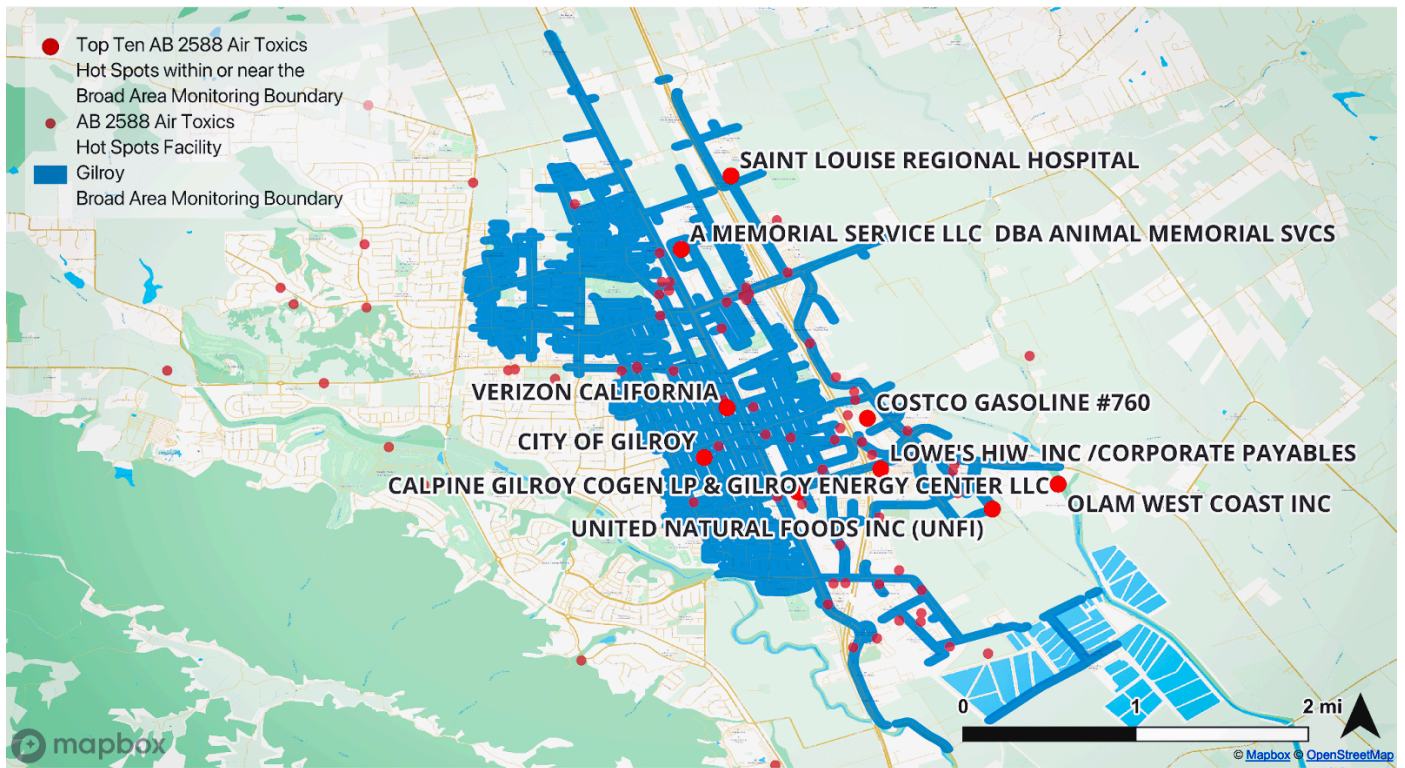 Top Ten AB 2588 Air Toxics
Hot Spots within or near the
Broad Area Monitoring Boundary
AB 2588 Air Toxics
Hot Spots Facility
Gilroy
Broad Area Monitoring Boundary
SAINT LOUISE REGIONAL HOSPITAL
A MEMORIAL SERVICE LLC DBA ANIMAL MEMORIAL SVCS
VERIZON CALIFORNIA
COSTCO GASOLINE #760
CITY OF GILROY
LOWE'S HIW INC /CORPORATE PAYABLES
CALPINE GILROY COGEN LP & GILROY ENERGY CENTER LLC
OLAM WEST COAST INC
UNITED NATURAL FOODS INC (UNFI)
0 1 2 mi
mapbox
© Mapbox © OpenStreetMap